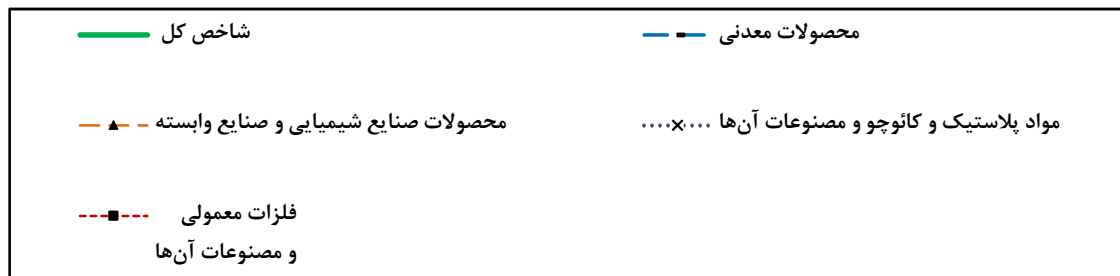 شاخص کل
محصولات معدنی
محصولات صنایع شیمیایی و صنایع وابسته
مواد پلاستیک و کائوچو و مصنوعات آن‌ها
فلزات معمولی
و مصنوعات آن‌ها